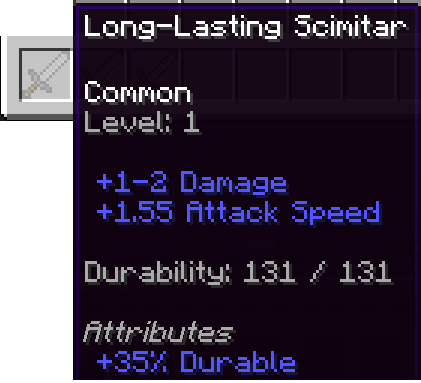 Long-Lasting Scimitar
Common
Level: 1
+1-2 Damage
+1.55 Attack Speed
Durability: 131 / 131
Attributes
+35% Durable